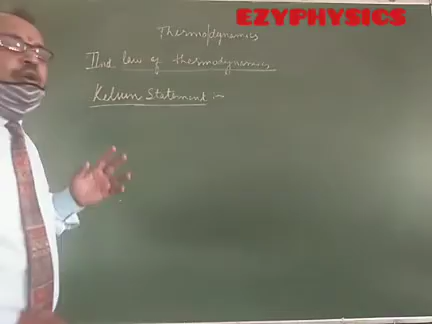 EZYPHYSICS
Thermodynamics
IInd law of thermodynamics
Kelvin Statement :-